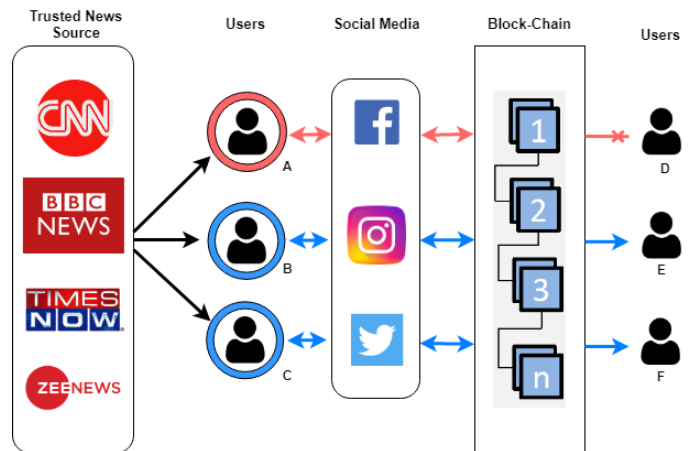 Trusted News
Source
Users
Social Media
Block-Chain
Users
CNN
BBC
NEWS
TIMES
NOW.
ZEENEWS
A
B
C
f
1
2
3
n
D
E
F